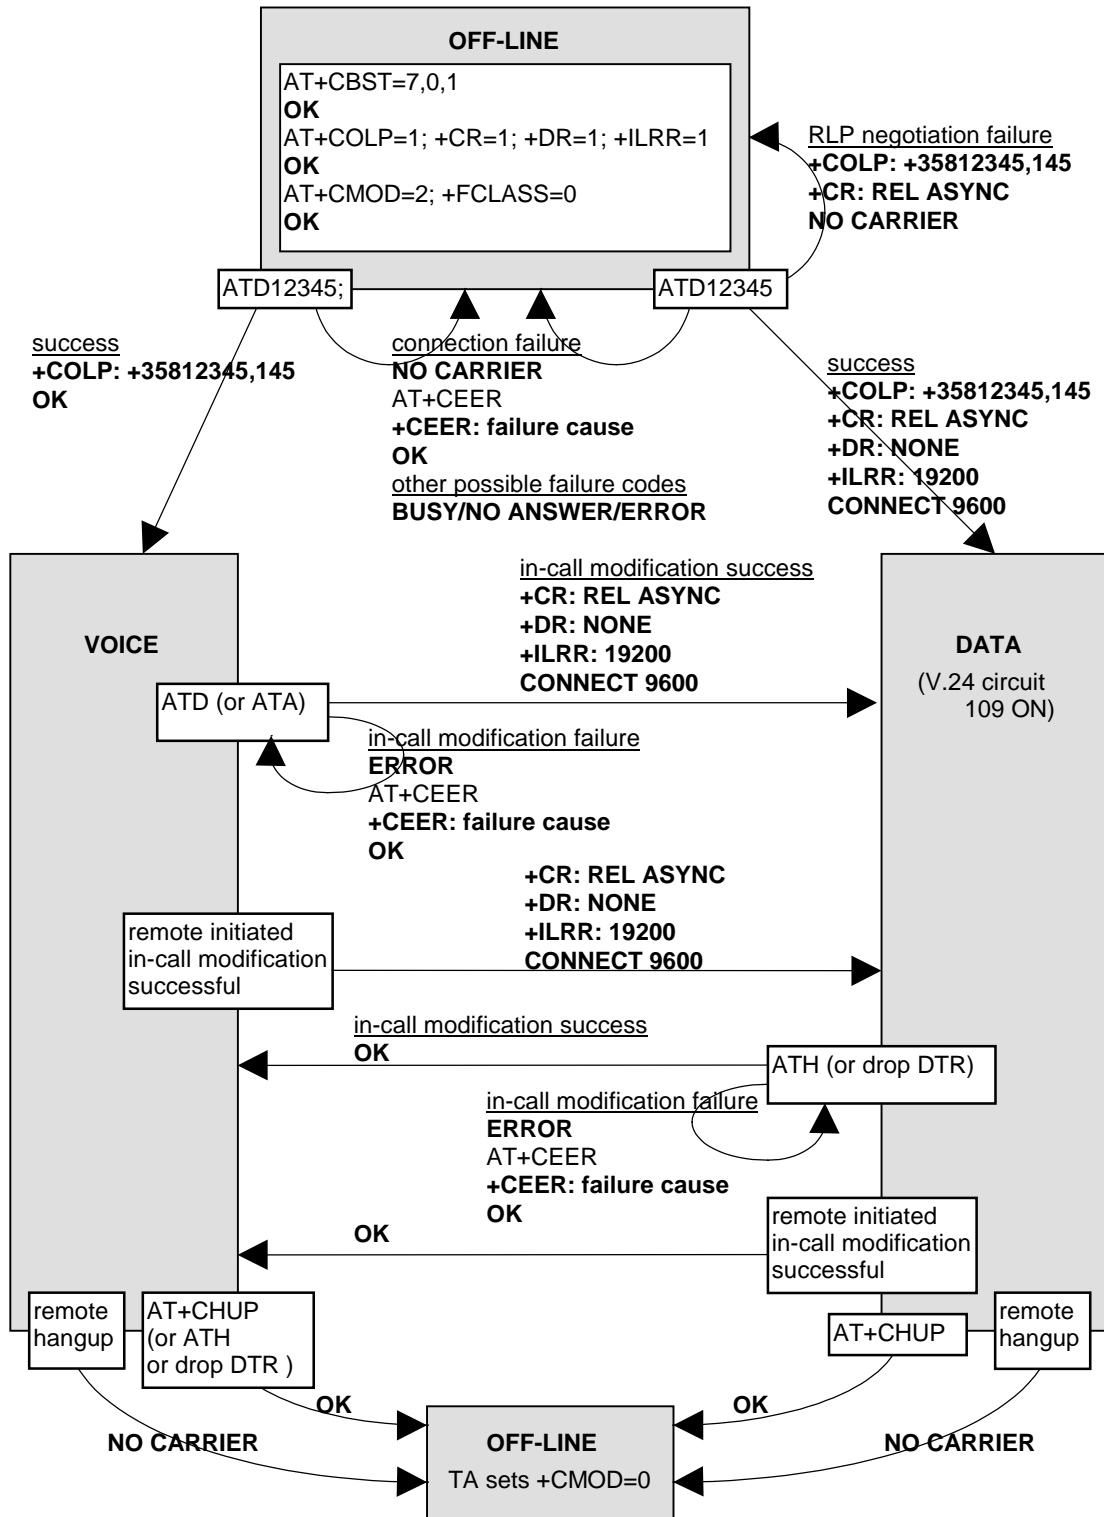 OFF-LINE
AT+CBST=7,0,1
OK
AT+COLP=1; +CR=1; +DR=1; +ILRR=1
OK
AT+CMOD=2; +FCLASS=0
OK
RLP negotiation failure
+COLP: +35812345,145
+CR: REL ASYNC
NO CARRIER
ATD12345;
ATD12345
success
+COLP: +35812345,145
OK
connection failure
NO CARRIER
AT+CEER
+CEER: failure cause
OK
other possible failure codes
BUSY/NO ANSWER/ERROR
success
+COLP: +35812345,145
+CR: REL ASYNC
+DR: NONE
+ILRR: 19200
CONNECT 9600
VOICE
in-call modification success
+CR: REL ASYNC
+DR: NONE
+ILRR: 19200
CONNECT 9600
DATA
(V.24 circuit
109 ON)
ATD (or ATA)
in-call modification failure
ERROR
AT+CEER
+CEER: failure cause
OK
+CR: REL ASYNC
+DR: NONE
+ILRR: 19200
CONNECT 9600
remote initiated
in-call modification
successful
in-call modification success
OK
ATH (or drop DTR)
in-call modification failure
ERROR
AT+CEER
+CEER: failure cause
OK
remote initiated
in-call modification
successful
OK
remote
hangup
AT+CHUP
(or ATH
or drop DTR )
AT+CHUP
remote
hangup
OK
OK
NO CARRIER
NO CARRIER
OFF-LINE
TA sets +CMOD=0